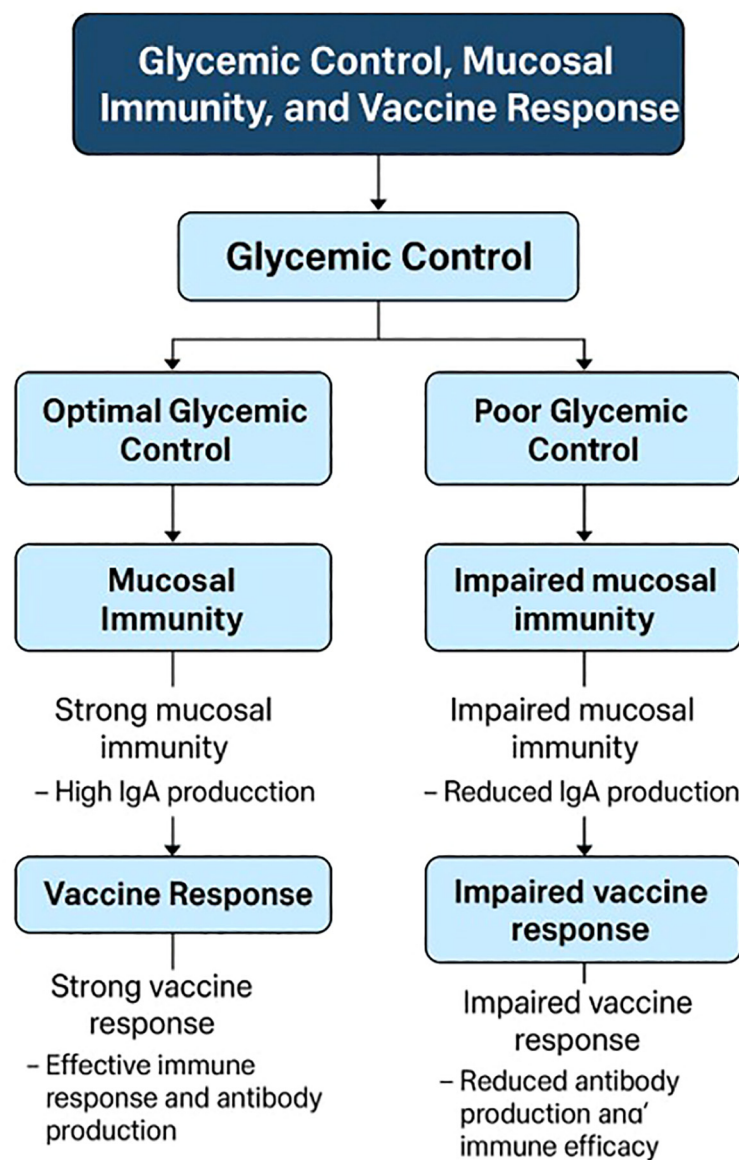 Glycemic Control, Mucosal
Immunity, and Vaccine Response
Glycemic Control
Optimal Glycemic
Control
Mucosal
Immunity
Strong mucosal
immunity
– High IgA producction
Vaccine Response
Strong vaccine
response
– Effective immune
response and antibody
production
Poor Glycemic
Control
Impaired mucosal
immunity
Impaired mucosal
immunity
– Reduced IgA production
Impaired vaccine
response
Impaired vaccine
response
– Reduced antibody
production anɑ′
immune efficacy